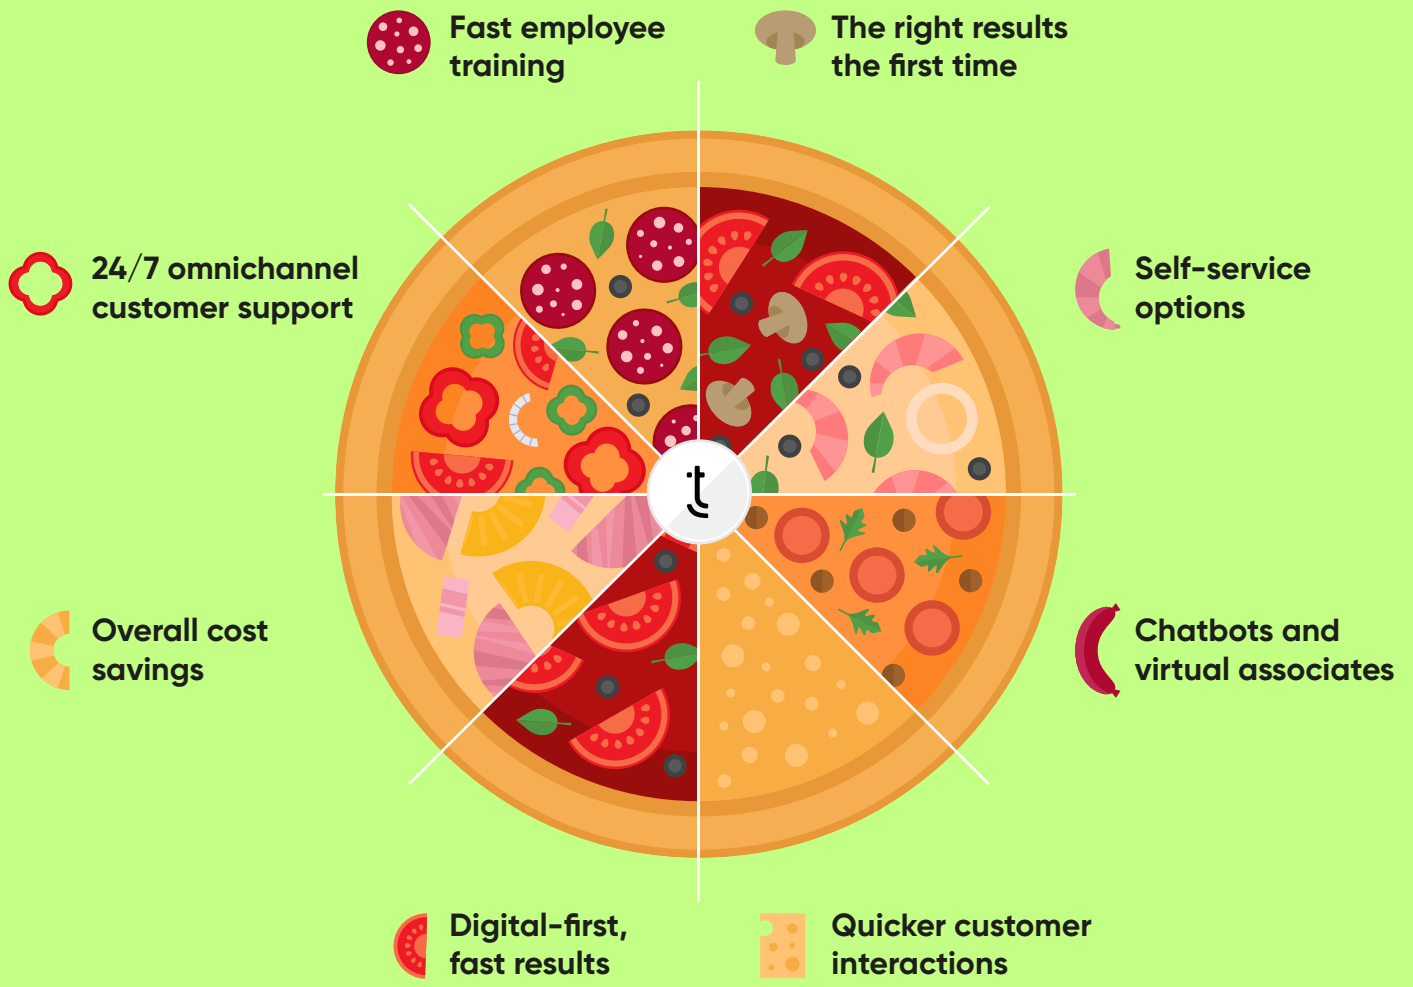 Fast employee
training
The right results
the first time
24/7 omnichannel
customer support
Self-service
options
t
Overall cost
savings
Chatbots and
virtual associates
Digital-first,
fast results
Quicker customer
interactions